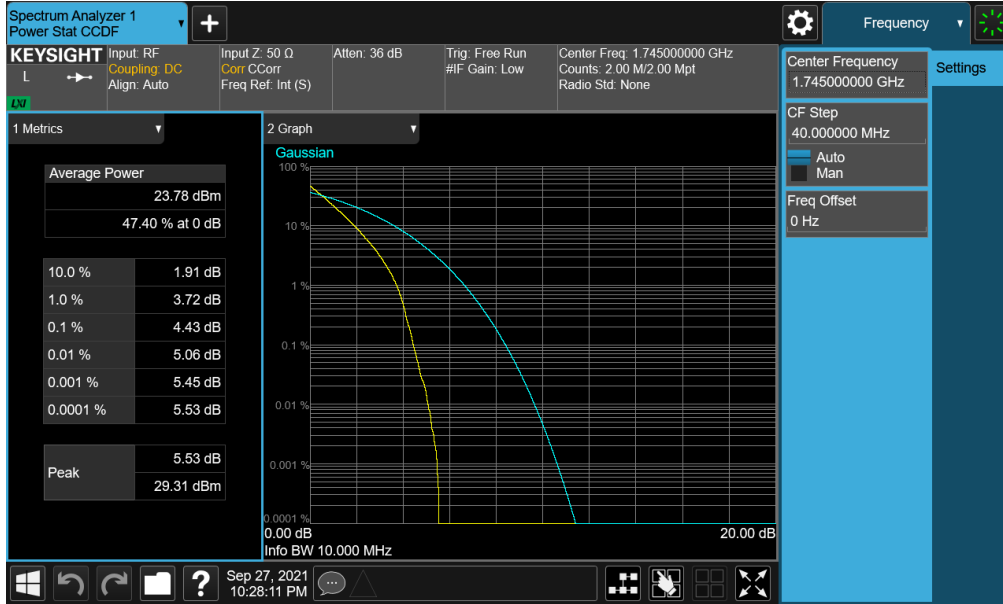 Spectrum Analyzer 1
Power Stat CCDF
Frequency
KEYSIGHT
L
LXI
Input: RF
Coupling: DC
Align: Auto
Input Z: 50 Ω
Corr CCorr
Freq Ref: Int (S)
Atten: 36 dB
Trig: Free Run
#IF Gain: Low
Center Freq: 1.745000000 GHz
Counts: 2.00 M/2.00 Mpt
Radio Std: None
Center Frequency
1.745000000 GHz
Settings
CF Step
40.000000 MHz
Auto
Man
Freq Offset
0 Hz
1 Metrics
Average Power
23.78 dBm
47.40 % at 0 dB
10.0 % 1.91 dB
1.0 % 3.72 dB
0.1 % 4.43 dB
0.01 % 5.06 dB
0.001 % 5.45 dB
0.0001 % 5.53 dB
Peak
5.53 dB
29.31 dBm
2 Graph
Gaussian
100 %
10 %
1 %
0.1 %
0.01 %
0.001 %
0.0001 %
0.00 dB 20.00 dB
Info BW 10.000 MHz
?
Sep 27, 2021
10:28:11 PM